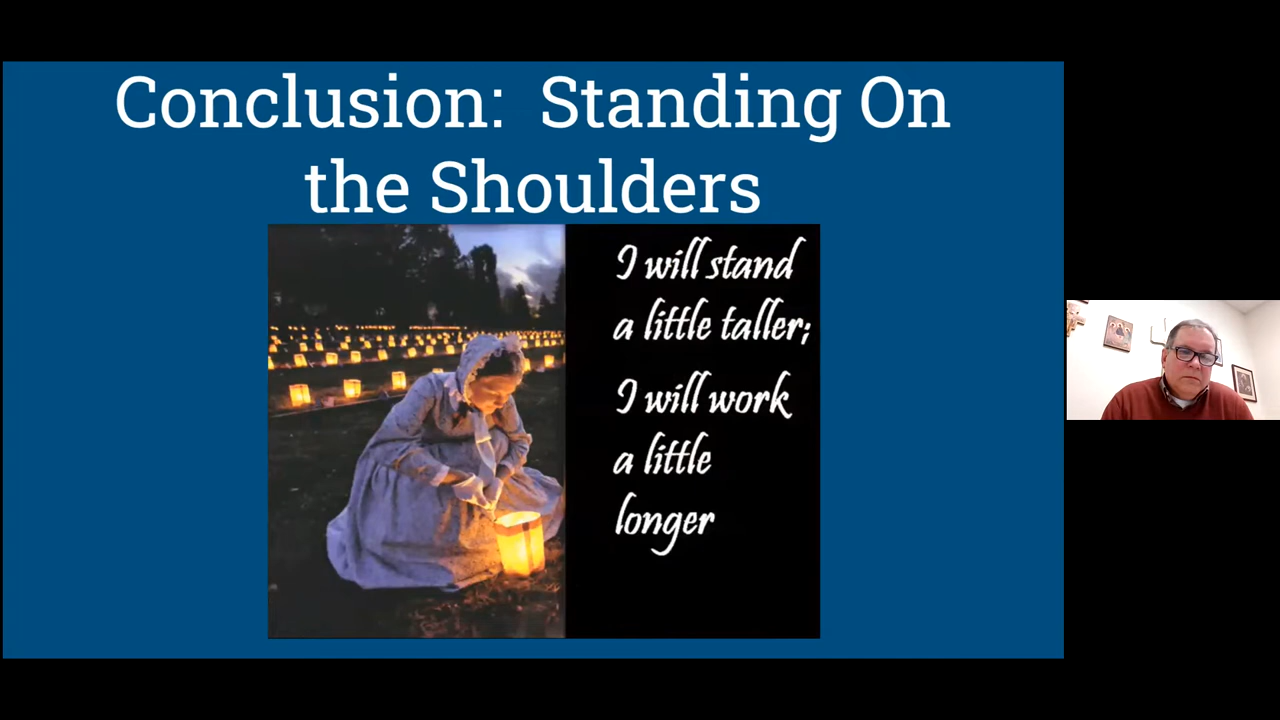 Conclusion: Standing On
the Shoulders
I will stand
a little taller;
I will work
a little
longer